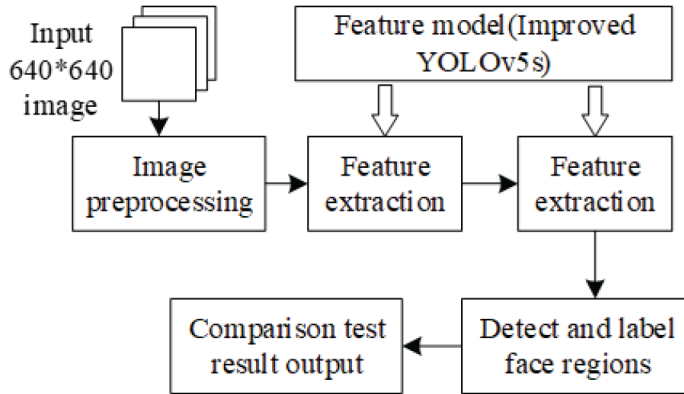 Input
640*640
image
Feature model(Improved
YOLOv5s)
Image
preprocessing
Feature
extraction
Feature
extraction
Comparison test
result output
Detect and label
face regions